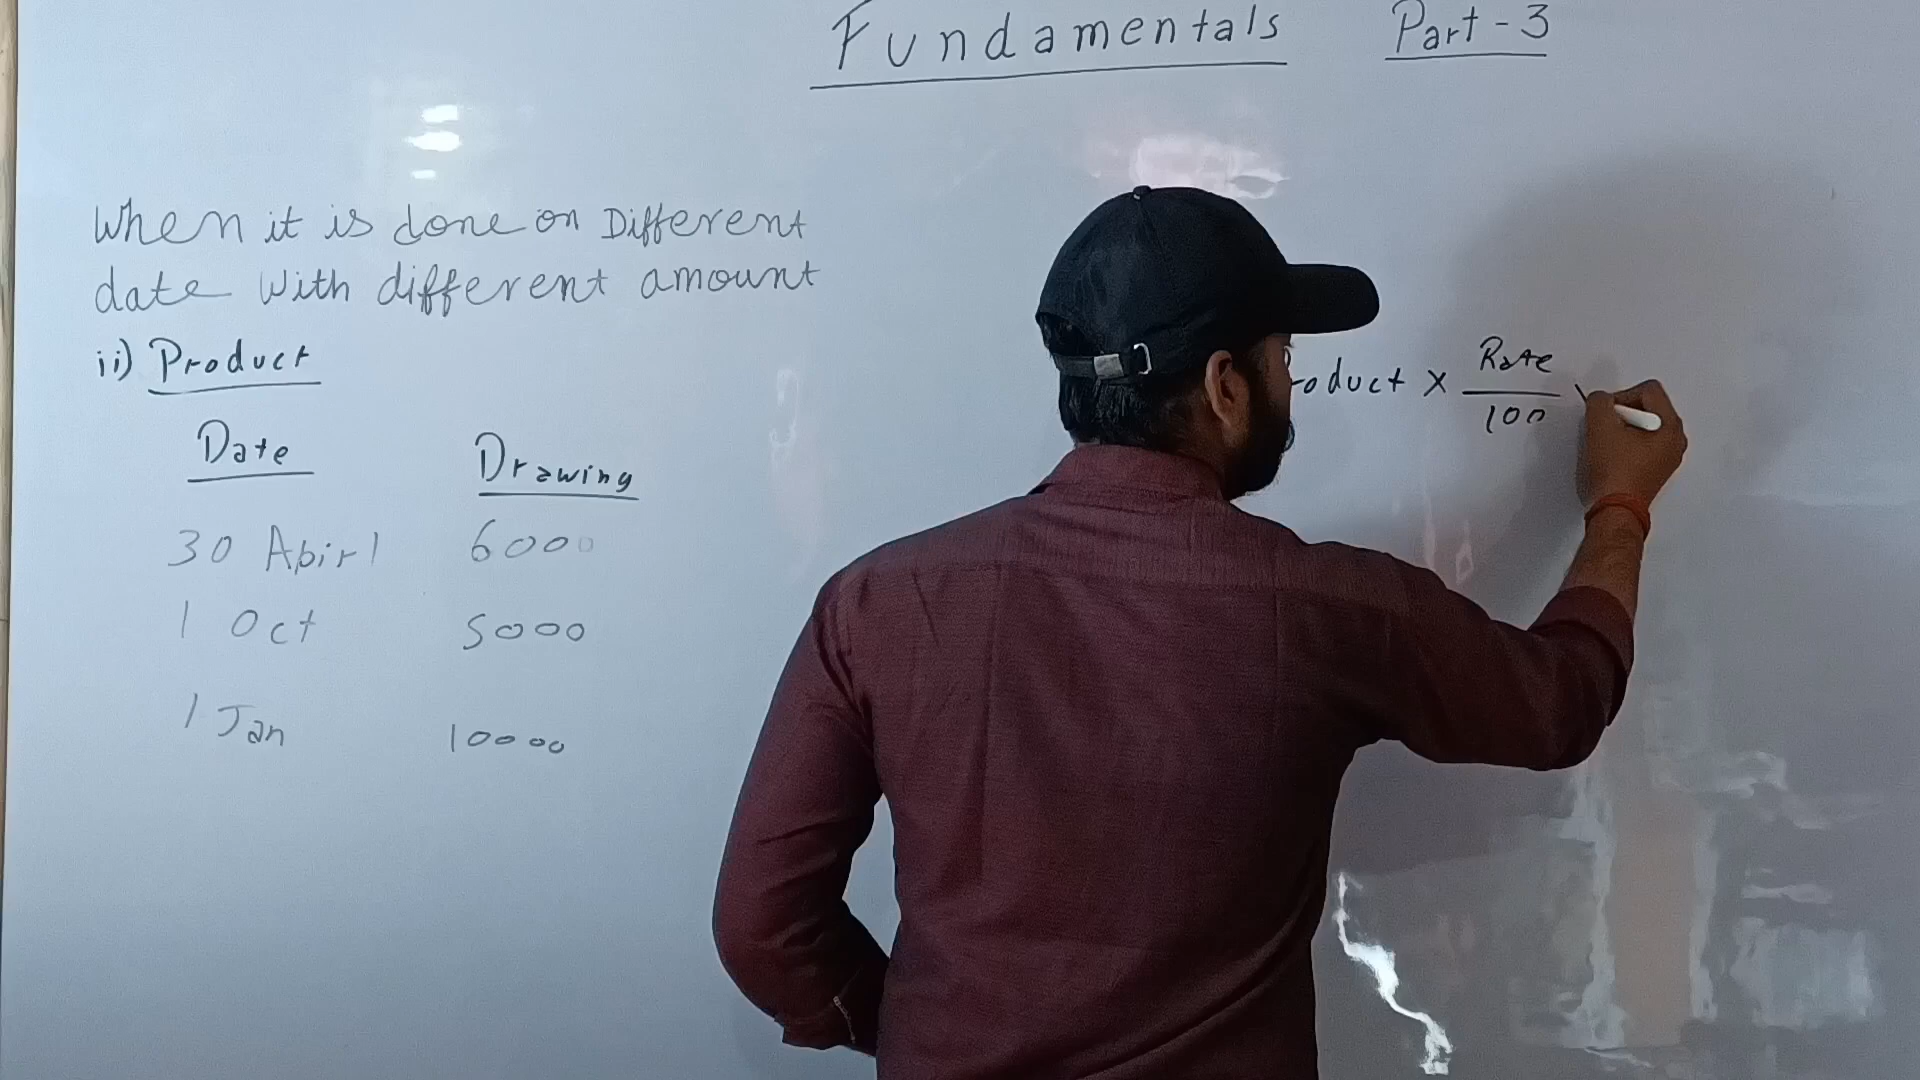 Fundamentals Part-3
When it is done on Different
date With different amount
ii) Product
Date Drawing
30 Abirl 6000
1 Oct 5000
1 Jan 10000
roduct × Rate
100